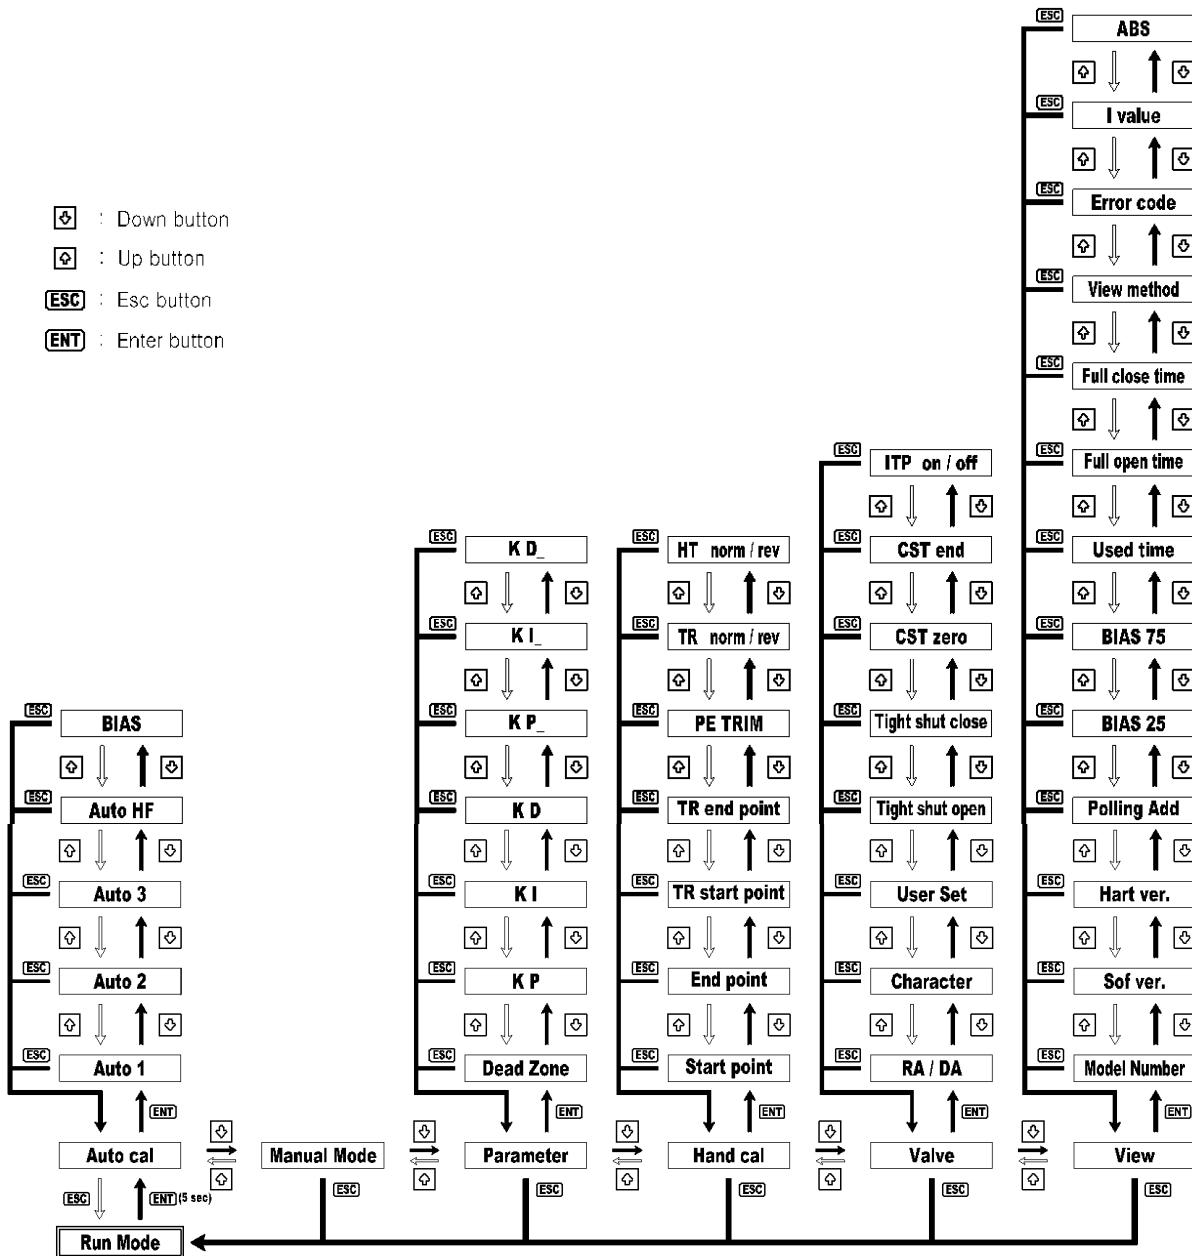 : Down button
: Up button
ESC : Esc button
ENT : Enter button
ESC BIAS
ESC Auto HF
ESC Auto 3
ESC Auto 2
ESC Auto 1
ENT
Auto cal
ESC ENT (5 sec)
Run Mode
Manual Mode
ESC
ESC K D_
ESC K I_
ESC K P_
ESC K D
ESC K I
ESC K P
ESC Dead Zone
ENT
Parameter
ESC
ESC HT norm / rev
ESC TR norm / rev
ESC PE TRIM
ESC TR end point
ESC TR start point
ESC End point
ESC Start point
ENT
Hand cal
ESC
ESC ITP on / off
ESC CST end
ESC CST zero
ESC Tight shut close
ESC Tight shut open
ESC User Set
ESC Character
ESC RA / DA
ENT
Valve
ESC
ESC ABS
ESC I value
ESC Error code
ESC View method
ESC Full close time
ESC Full open time
ESC Used time
ESC BIAS 75
ESC BIAS 25
ESC Polling Add
ESC Hart ver.
ESC Sof ver.
ESC Model Number
ENT
View
ESC